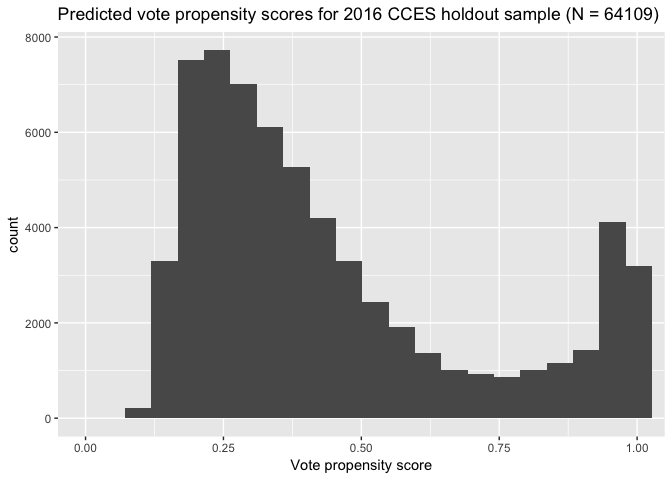 Predicted vote propensity scores for 2016 CCES holdout sample (N = 64109)
8000
6000
4000
2000
0
count
0.00 0.25 0.50 0.75 1.00
Vote propensity score